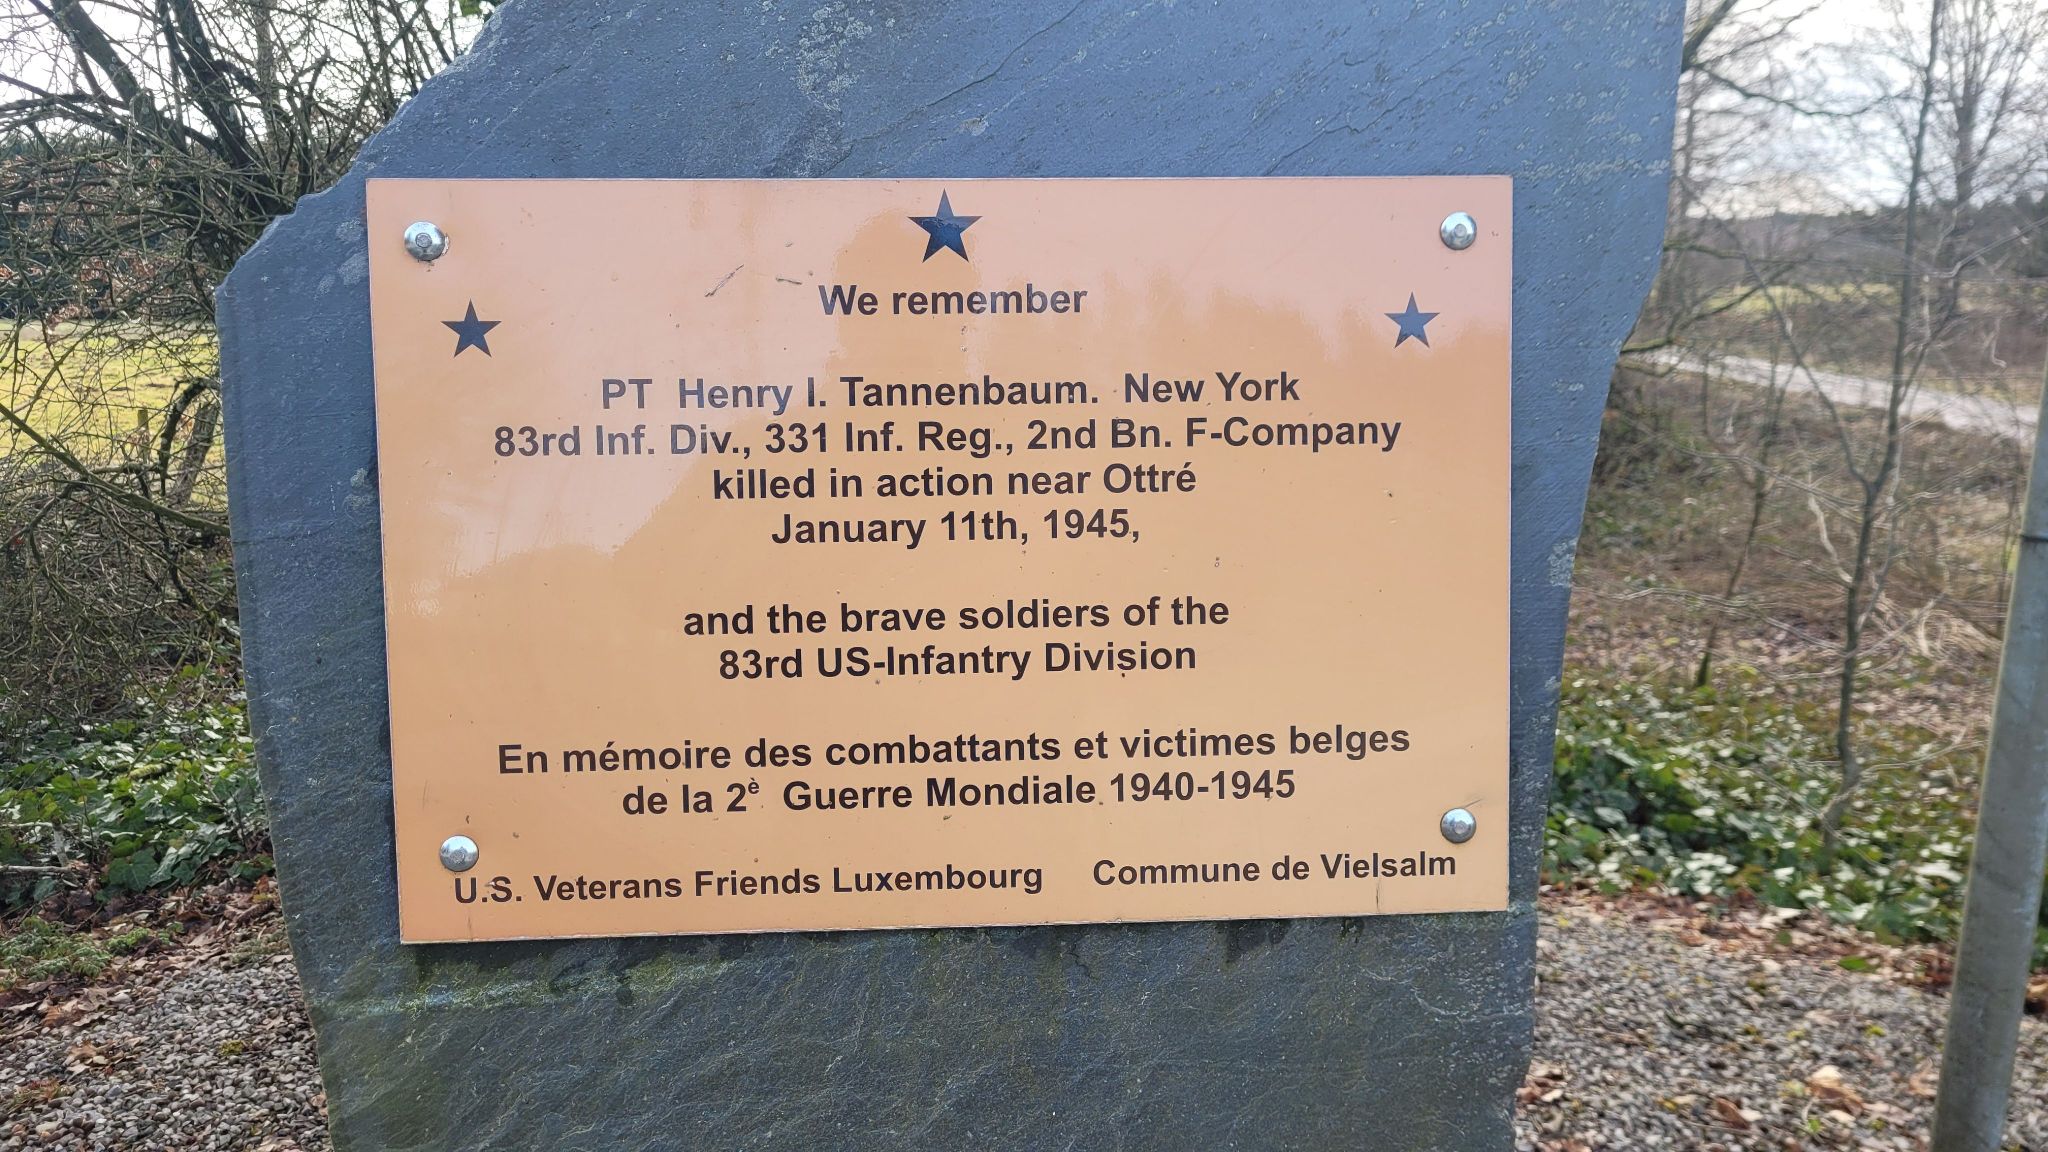 We remember
PT Henry I. Tannenbaum. New York
83rd Inf. Div., 331 Inf. Reg., 2nd Bn. F-Company
killed in action near Ottré
January 11th, 1945,
and the brave soldiers of the
83rd US-Infantry Division
En mémoire des combattants et victimes belges
de la 2è Guerre Mondiale 1940-1945
U.S. Veterans Friends Luxembourg Commune de Vielsalm